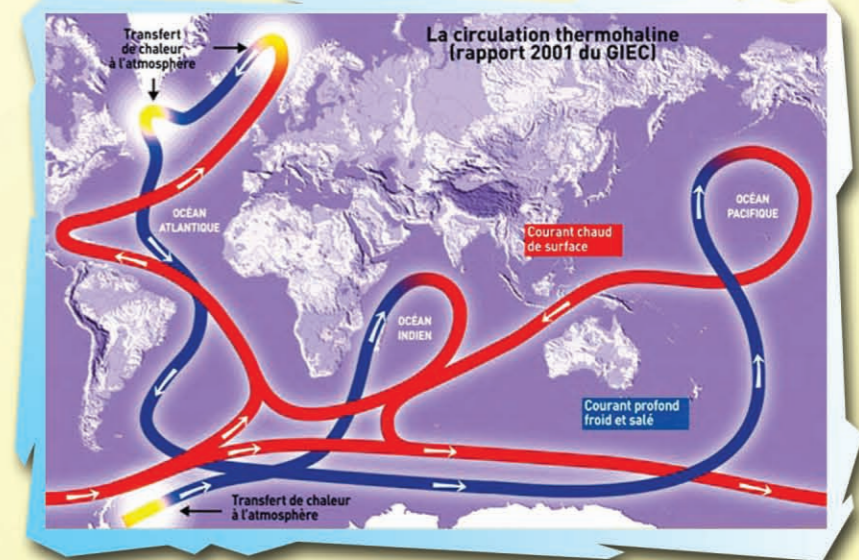 La circulation thermohaline
(rapport 2001 du GIEC)
Transfert
de chaleur
à l'atmosphère
OCÉAN
ATLANTIQUE
OCÉAN
PACIFIQUE
Courant chaud
de surface
OCÉAN
INDIEN
Courant profond
froid et salé
Transfert de chaleur
à l'atmosphère